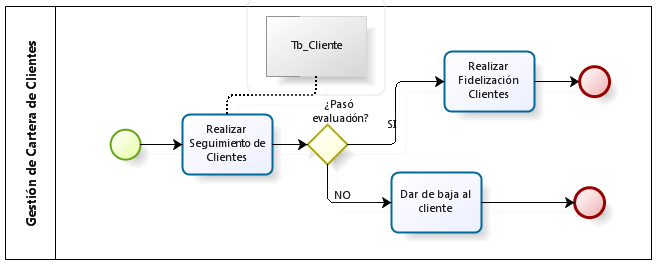 Gestión de Cartera de Clientes
Tb_Cliente
Realizar
Seguimiento de
Clientes
¿Pasó
evaluación?
SI
Realizar
Fidelización
Clientes
NO
Dar de baja al
cliente